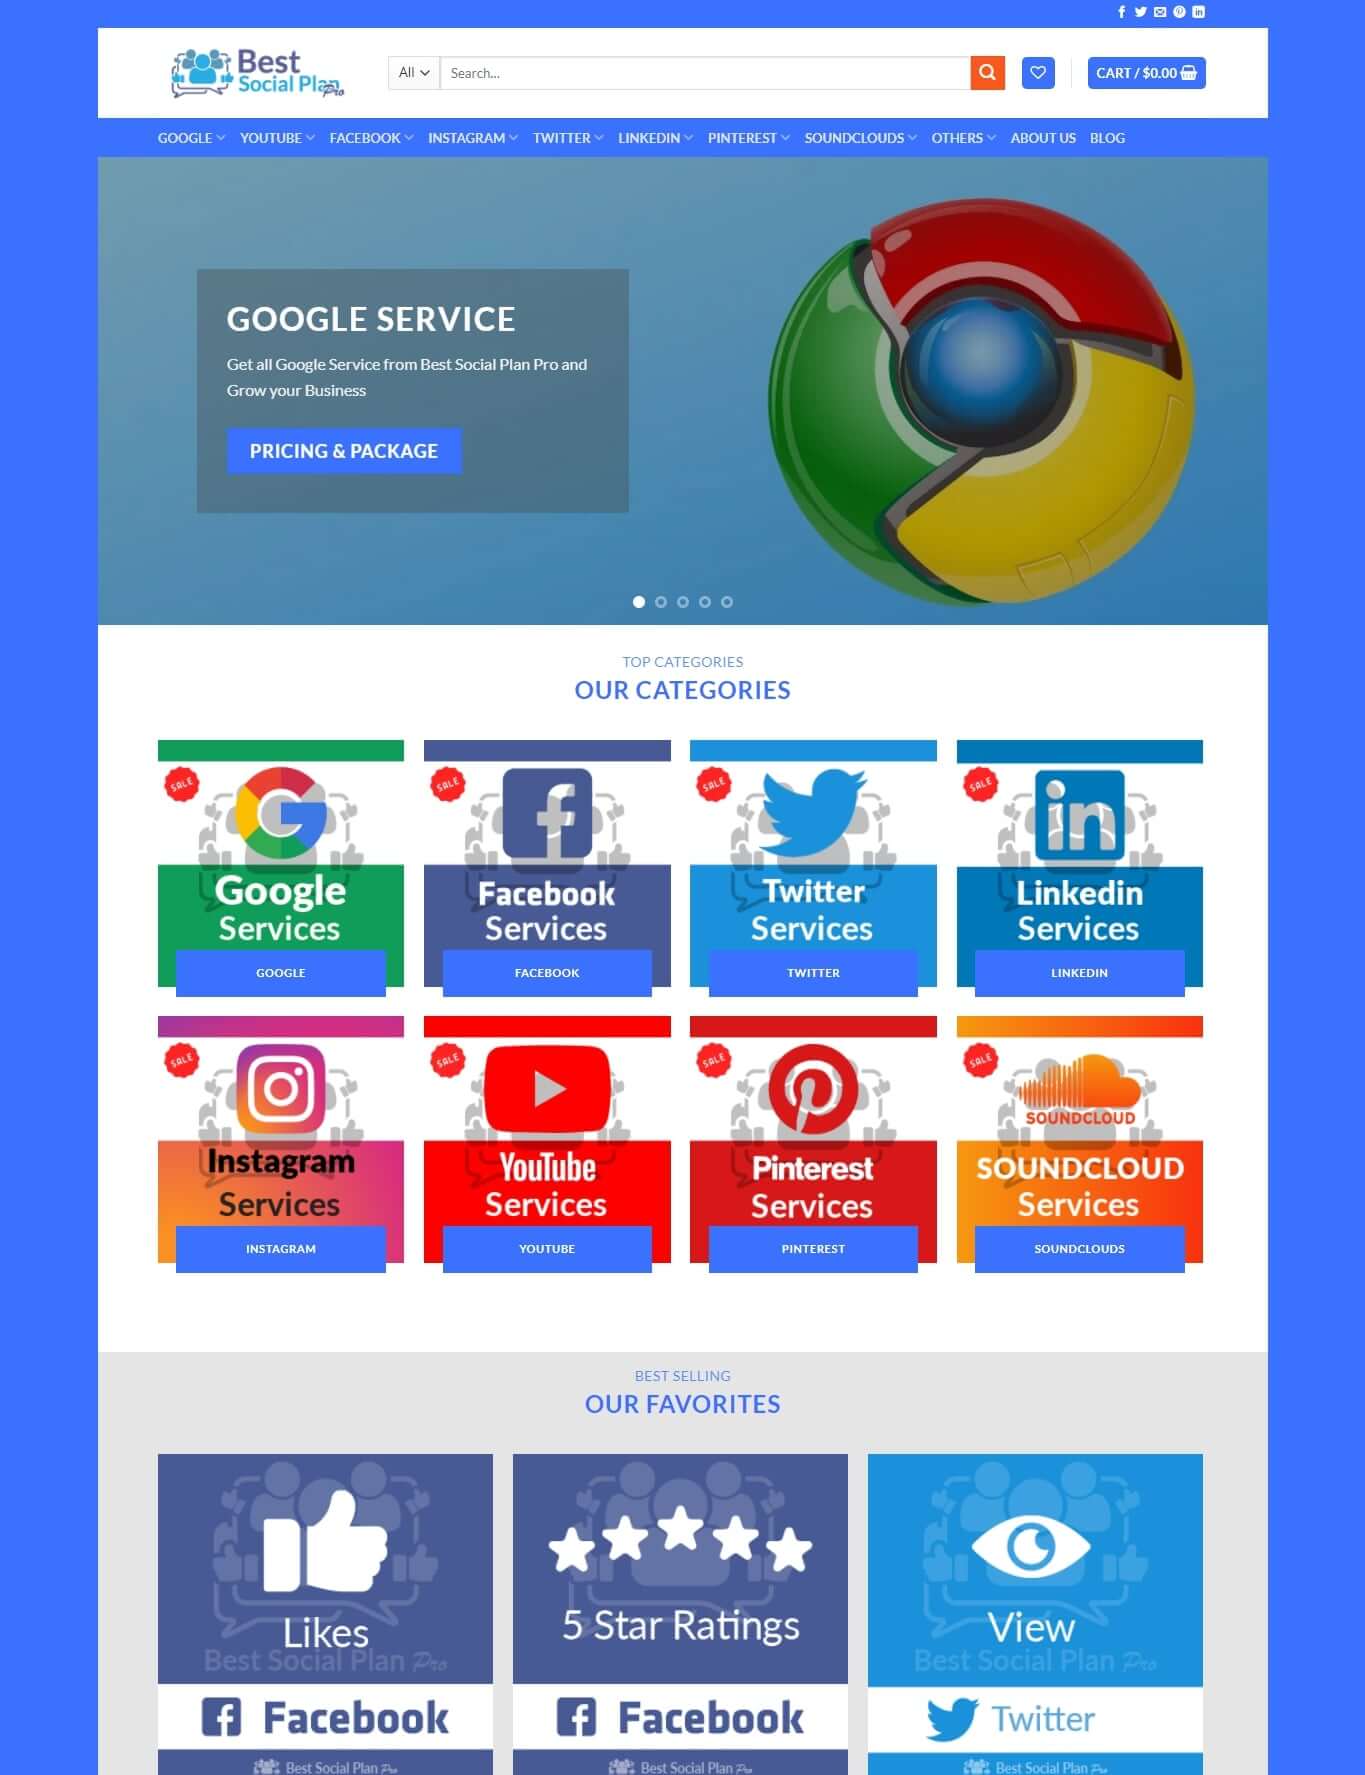 Best
Social Plan
Pro
All
Search...
CART / $0.00
GOOGLE YOUTUBE FACEBOOK INSTAGRAM TWITTER LINKEDIN PINTEREST SOUNDCLOUDS OTHERS ABOUT US BLOG
GOOGLE SERVICE
Get all Google Service from Best Social Plan Pro and
Grow your Business
PRICING & PACKAGE
TOP CATEGORIES
OUR CATEGORIES
SALE
Google
Services
GOOGLE
SALE
Facebook
Services
FACEBOOK
SALE
Twitter
Services
TWITTER
SALE
in
Linkedin
Services
LINKEDIN
SALE
Instagram
Services
INSTAGRAM
SALE
YouTube
Services
YOUTUBE
SALE
Pinterest
Services
PINTEREST
SALE
SOUNDCLOUD
SOUNDCLOUD
Services
SOUNDCLOUDS
BEST SELLING
OUR FAVORITES
Likes
Best Social Plan Pro
Facebook
Best Social Plan Pro
5 Star Ratings
Facebook
Best Social Plan Pro
View
Best Social Plan Pro
Twitter
Best Social Plan Pro